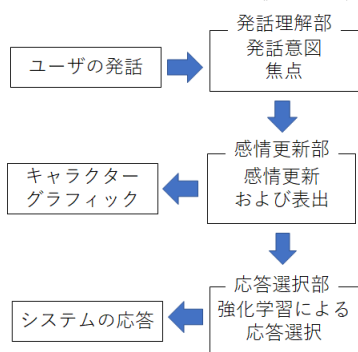 発話理解部
発話意図
焦点
ユーザの発話
感情更新部
感情更新
および表出
キャラクター
グラフィック
応答選択部
強化学習による
応答選択
システムの応答